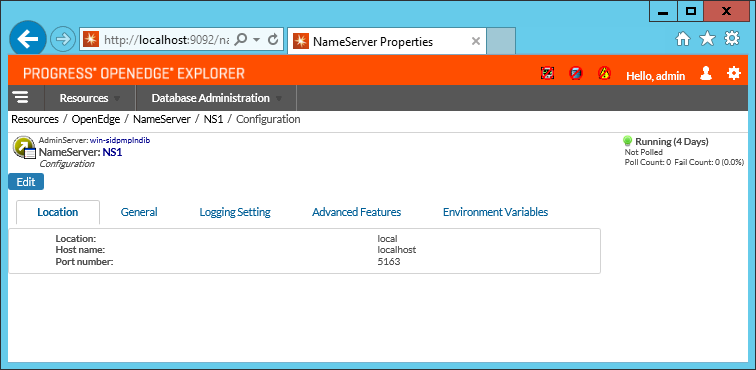 http://localhost:9092/na
NameServer Properties
PROGRESS® OPENEDGE® EXPLORER
Hello, admin
Resources Database Administration
Resources / OpenEdge / NameServer / NS1 / Configuration
AdminServer: win-sidpmplndib
NameServer: NS1
Configuration
Running (4 Days)
Not Polled
Poll Count: 0 Fail Count: 0 (0.0%)
Edit
Location General Logging Setting Advanced Features Environment Variables
Location: local
Host name: localhost
Port number: 5163